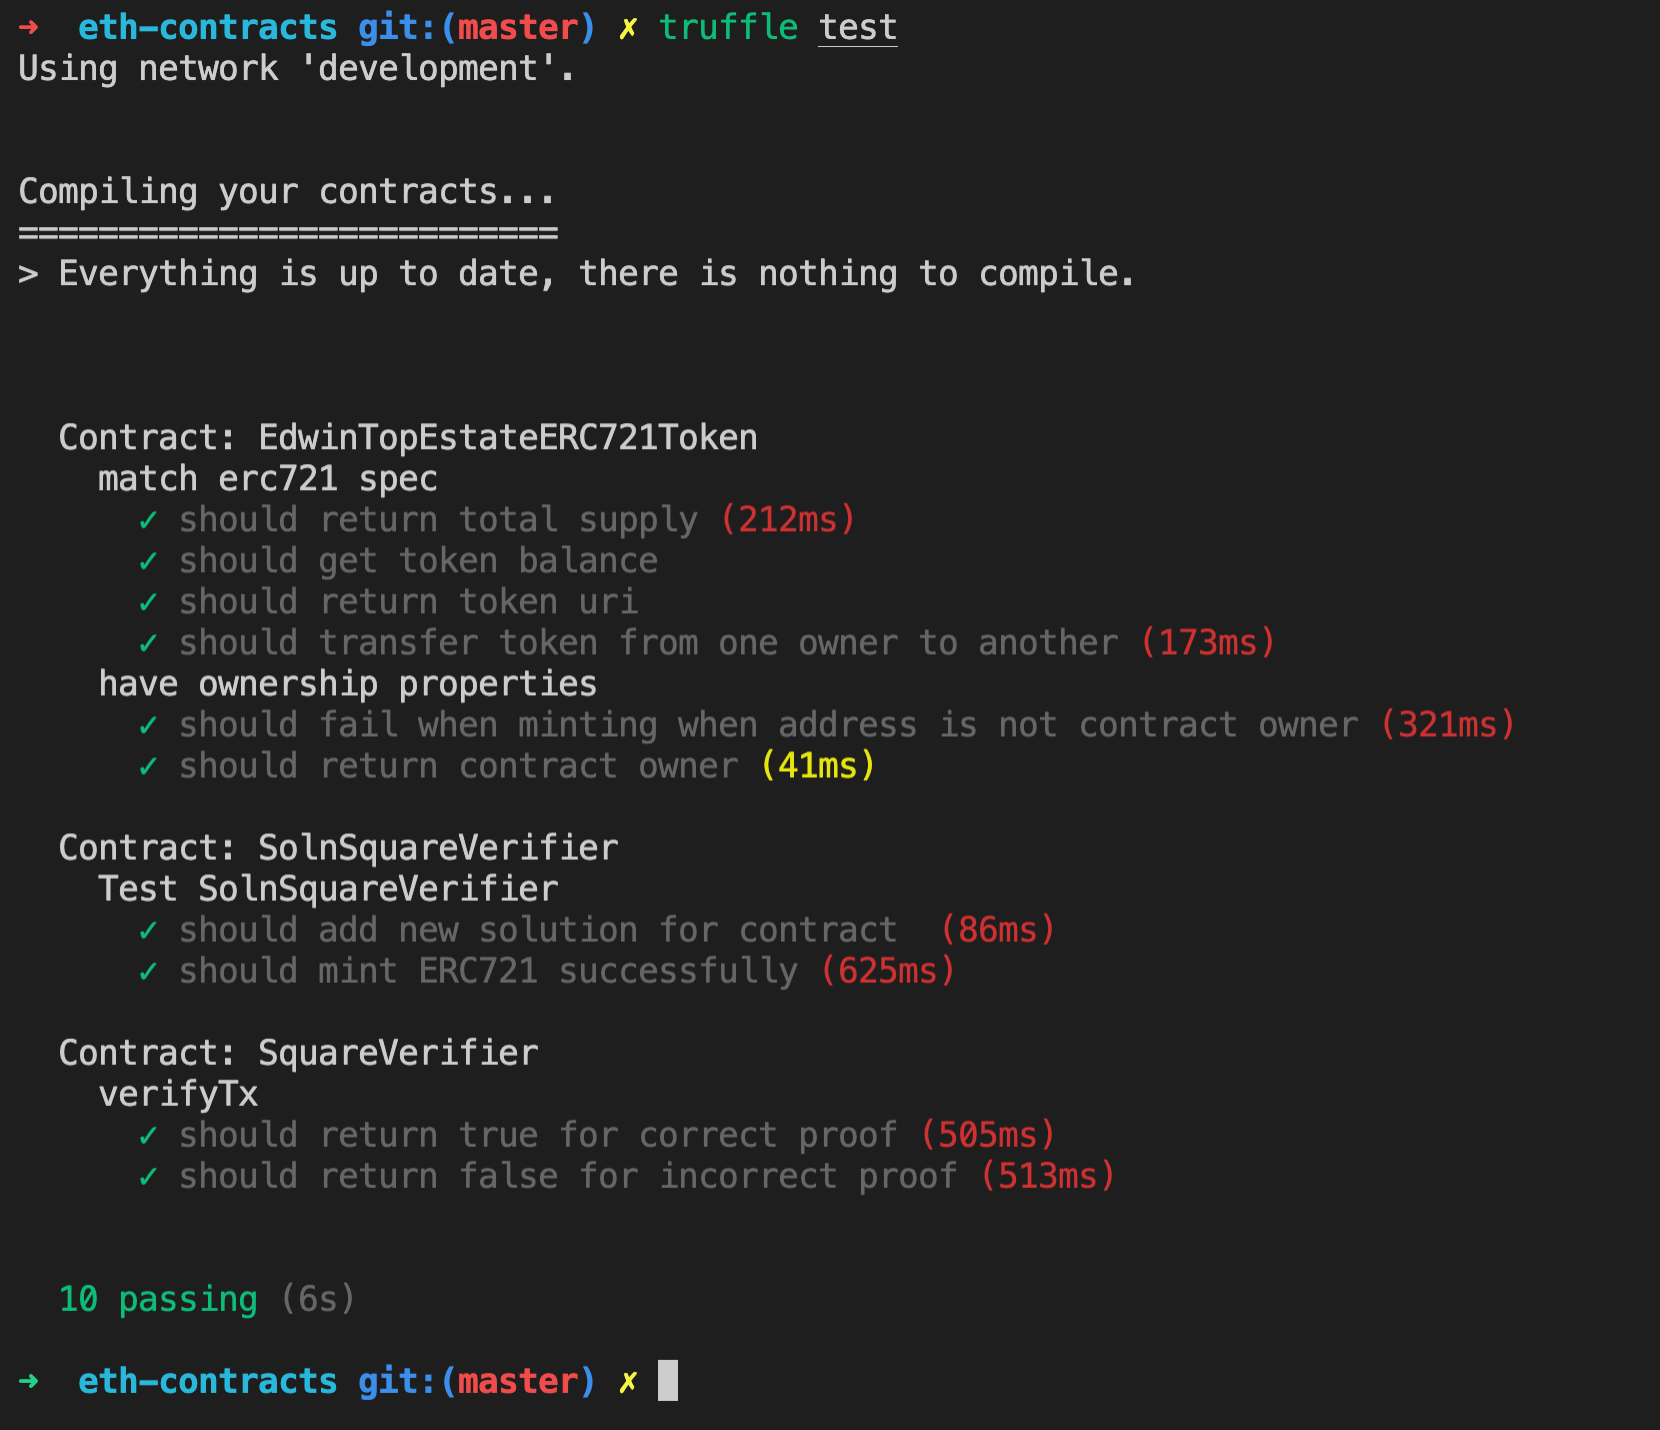 ➜  eth-contracts git:(master) ✗ truffle test
Using network 'development'.
Compiling your contracts...
===========================
> Everything is up to date, there is nothing to compile.
Contract: EdwinTopEstateERC721Token
match erc721 spec
✓ should return total supply (212ms)
✓ should get token balance
✓ should return token uri
✓ should transfer token from one owner to another (173ms)
have ownership properties
✓ should fail when minting when address is not contract owner (321ms)
✓ should return contract owner (41ms)
Contract: SolnSquareVerifier
Test SolnSquareVerifier
✓ should add new solution for contract  (86ms)
✓ should mint ERC721 successfully (625ms)
Contract: SquareVerifier
verifyTx
✓ should return true for correct proof (505ms)
✓ should return false for incorrect proof (513ms)
10 passing (6s)
➜  eth-contracts git:(master) ✗